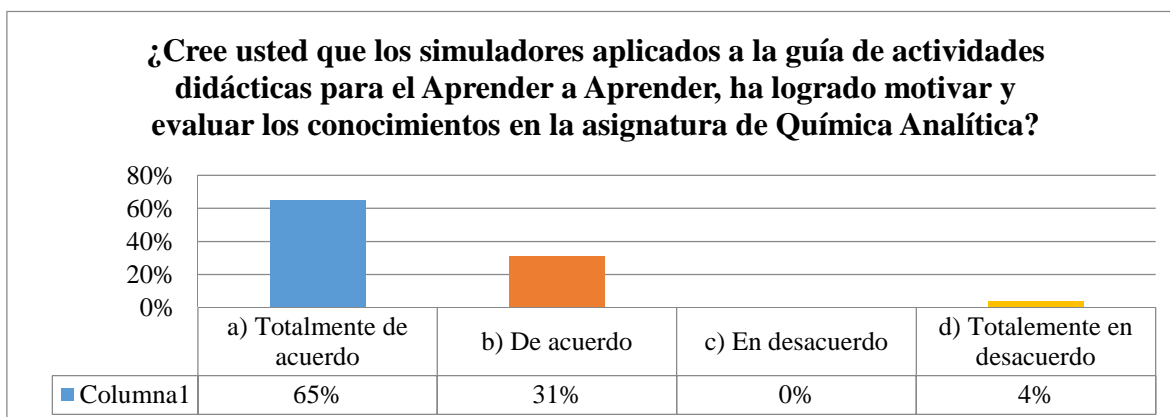 ¿Cree usted que los simuladores aplicados a la guía de actividades
didácticas para el Aprender a Aprender, ha logrado motivar y
evaluar los conocimientos en la asignatura de Química Analítica?
80%
60%
40%
20%
0%
a) Totalmente de
acuerdo
b) De acuerdo
c) En desacuerdo
d) Totalemente en
desacuerdo
Columna1 65% 31% 0% 4%